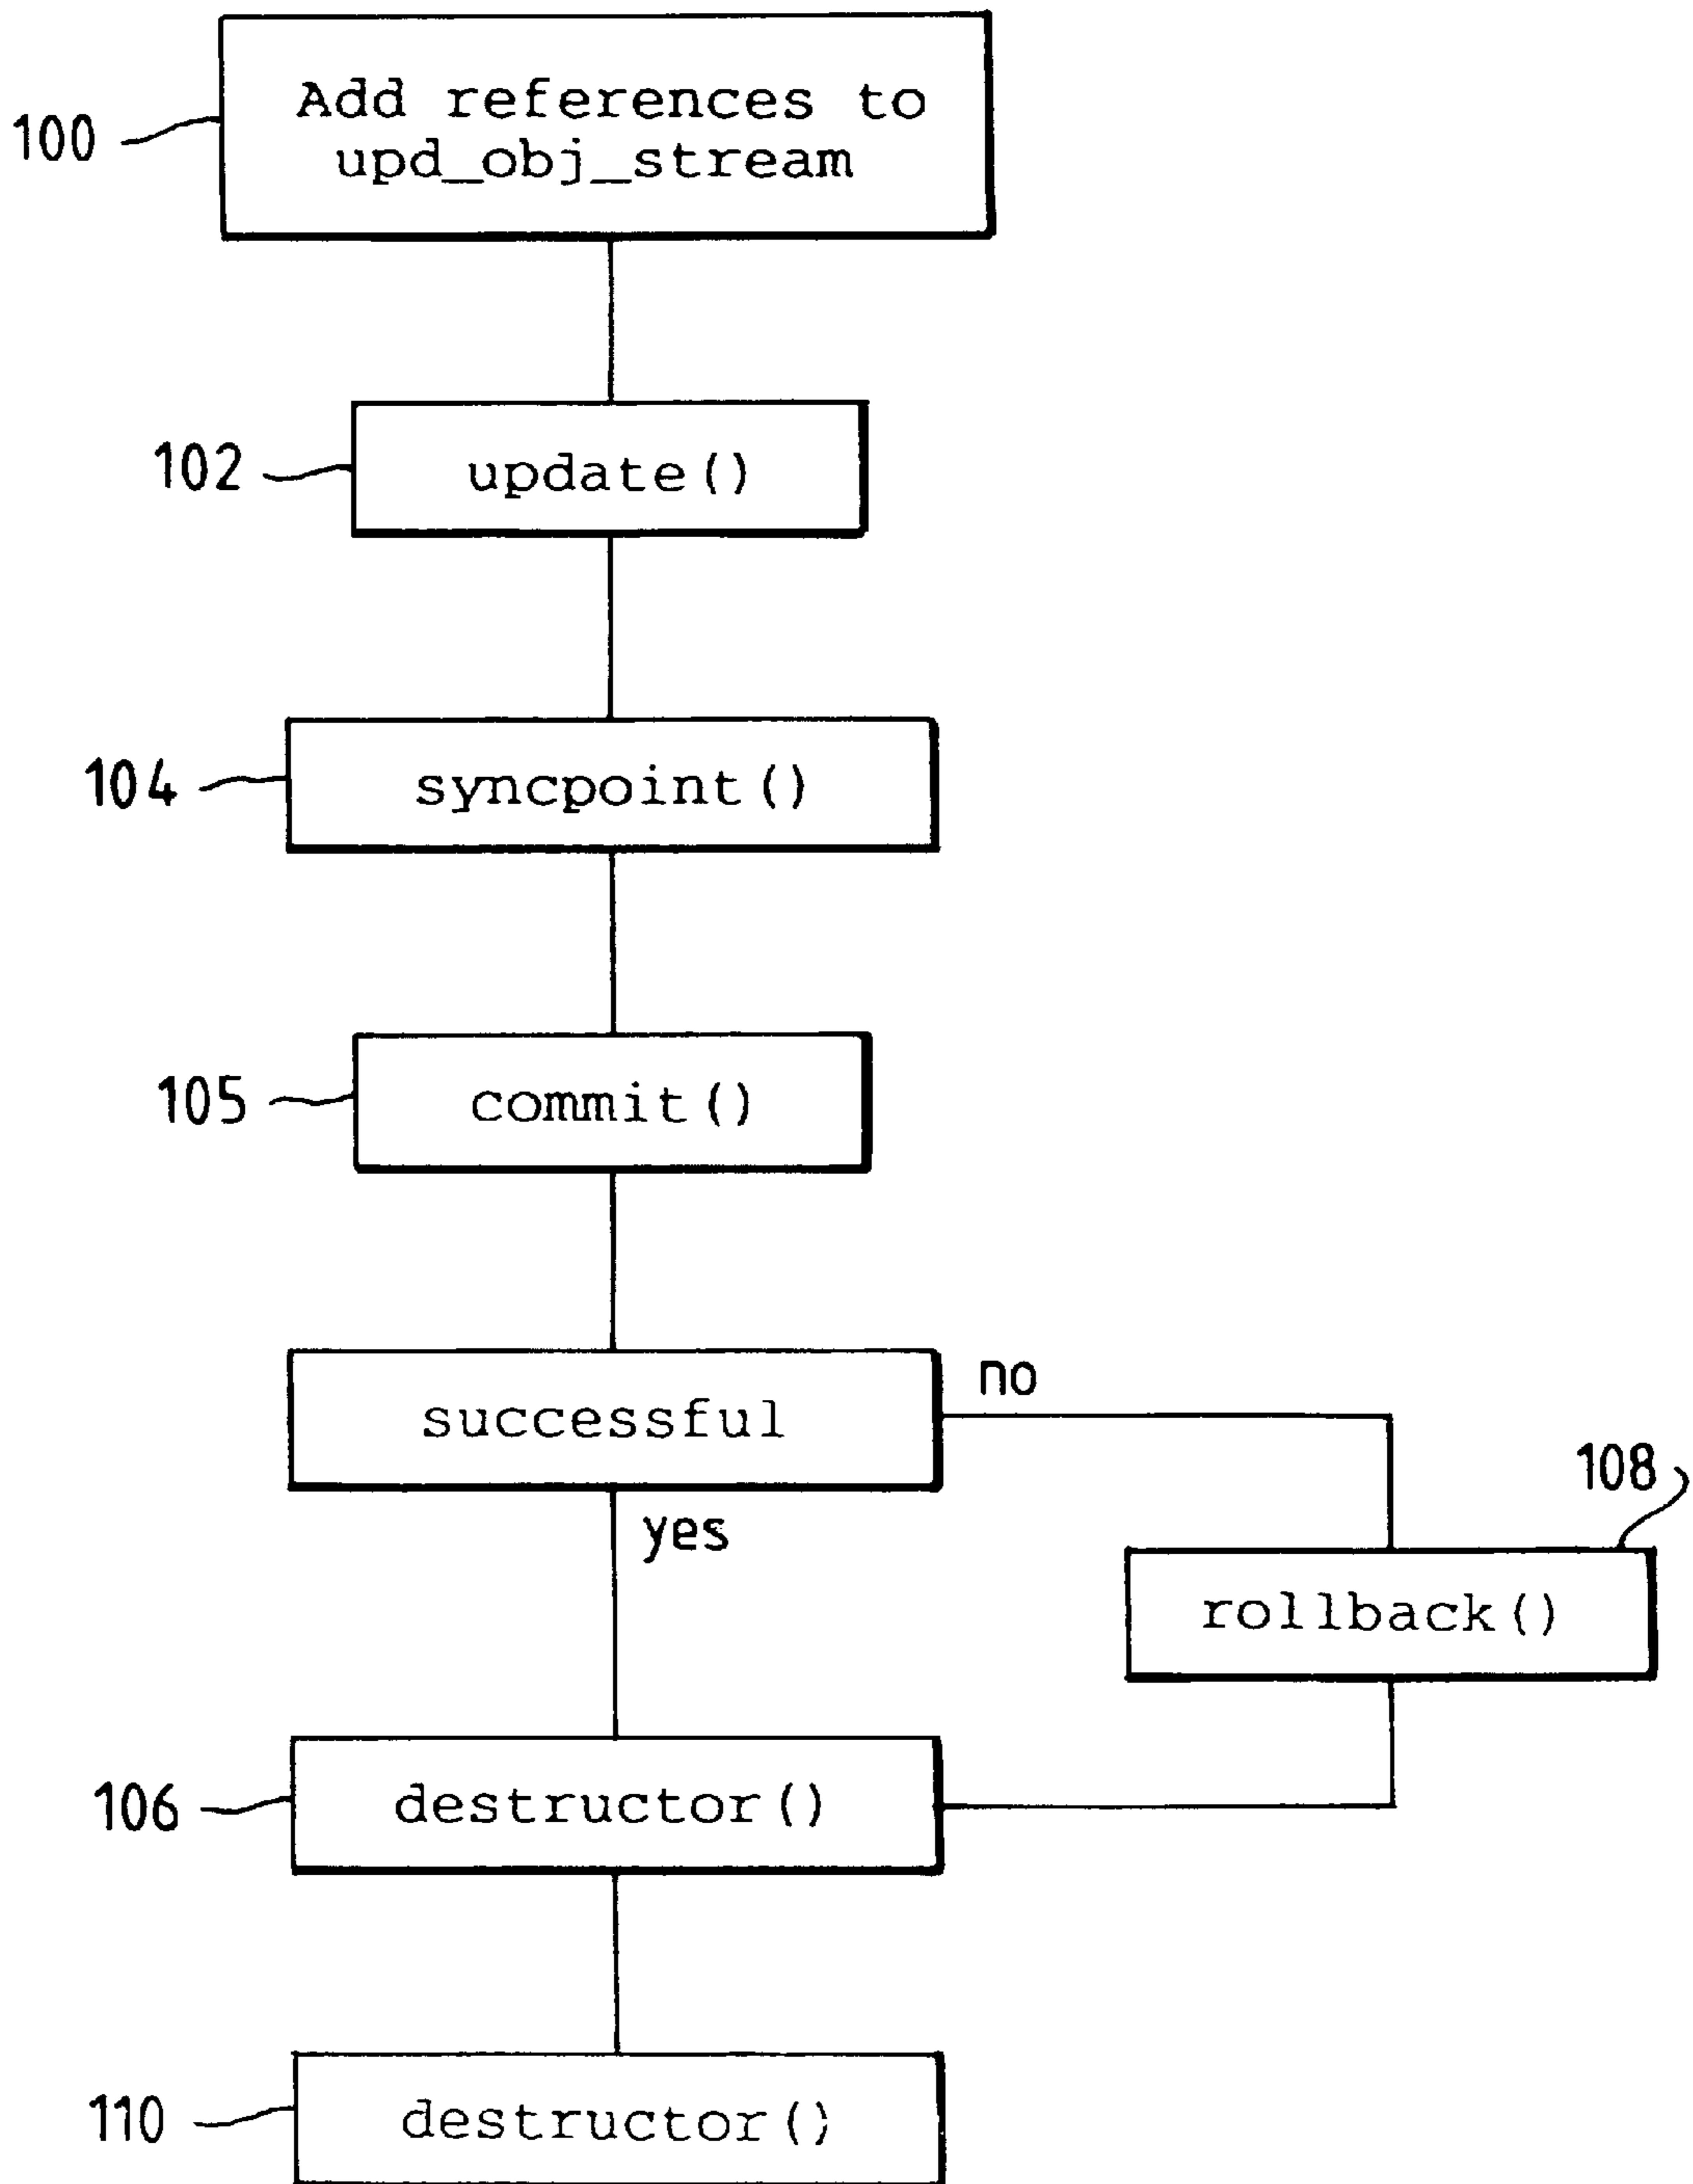 100
Add references to
upd_obj_stream
102
update()
104
syncpoint()
105
commit()
successful
no
yes
108
rollback()
106
destructor()
110
destructor()